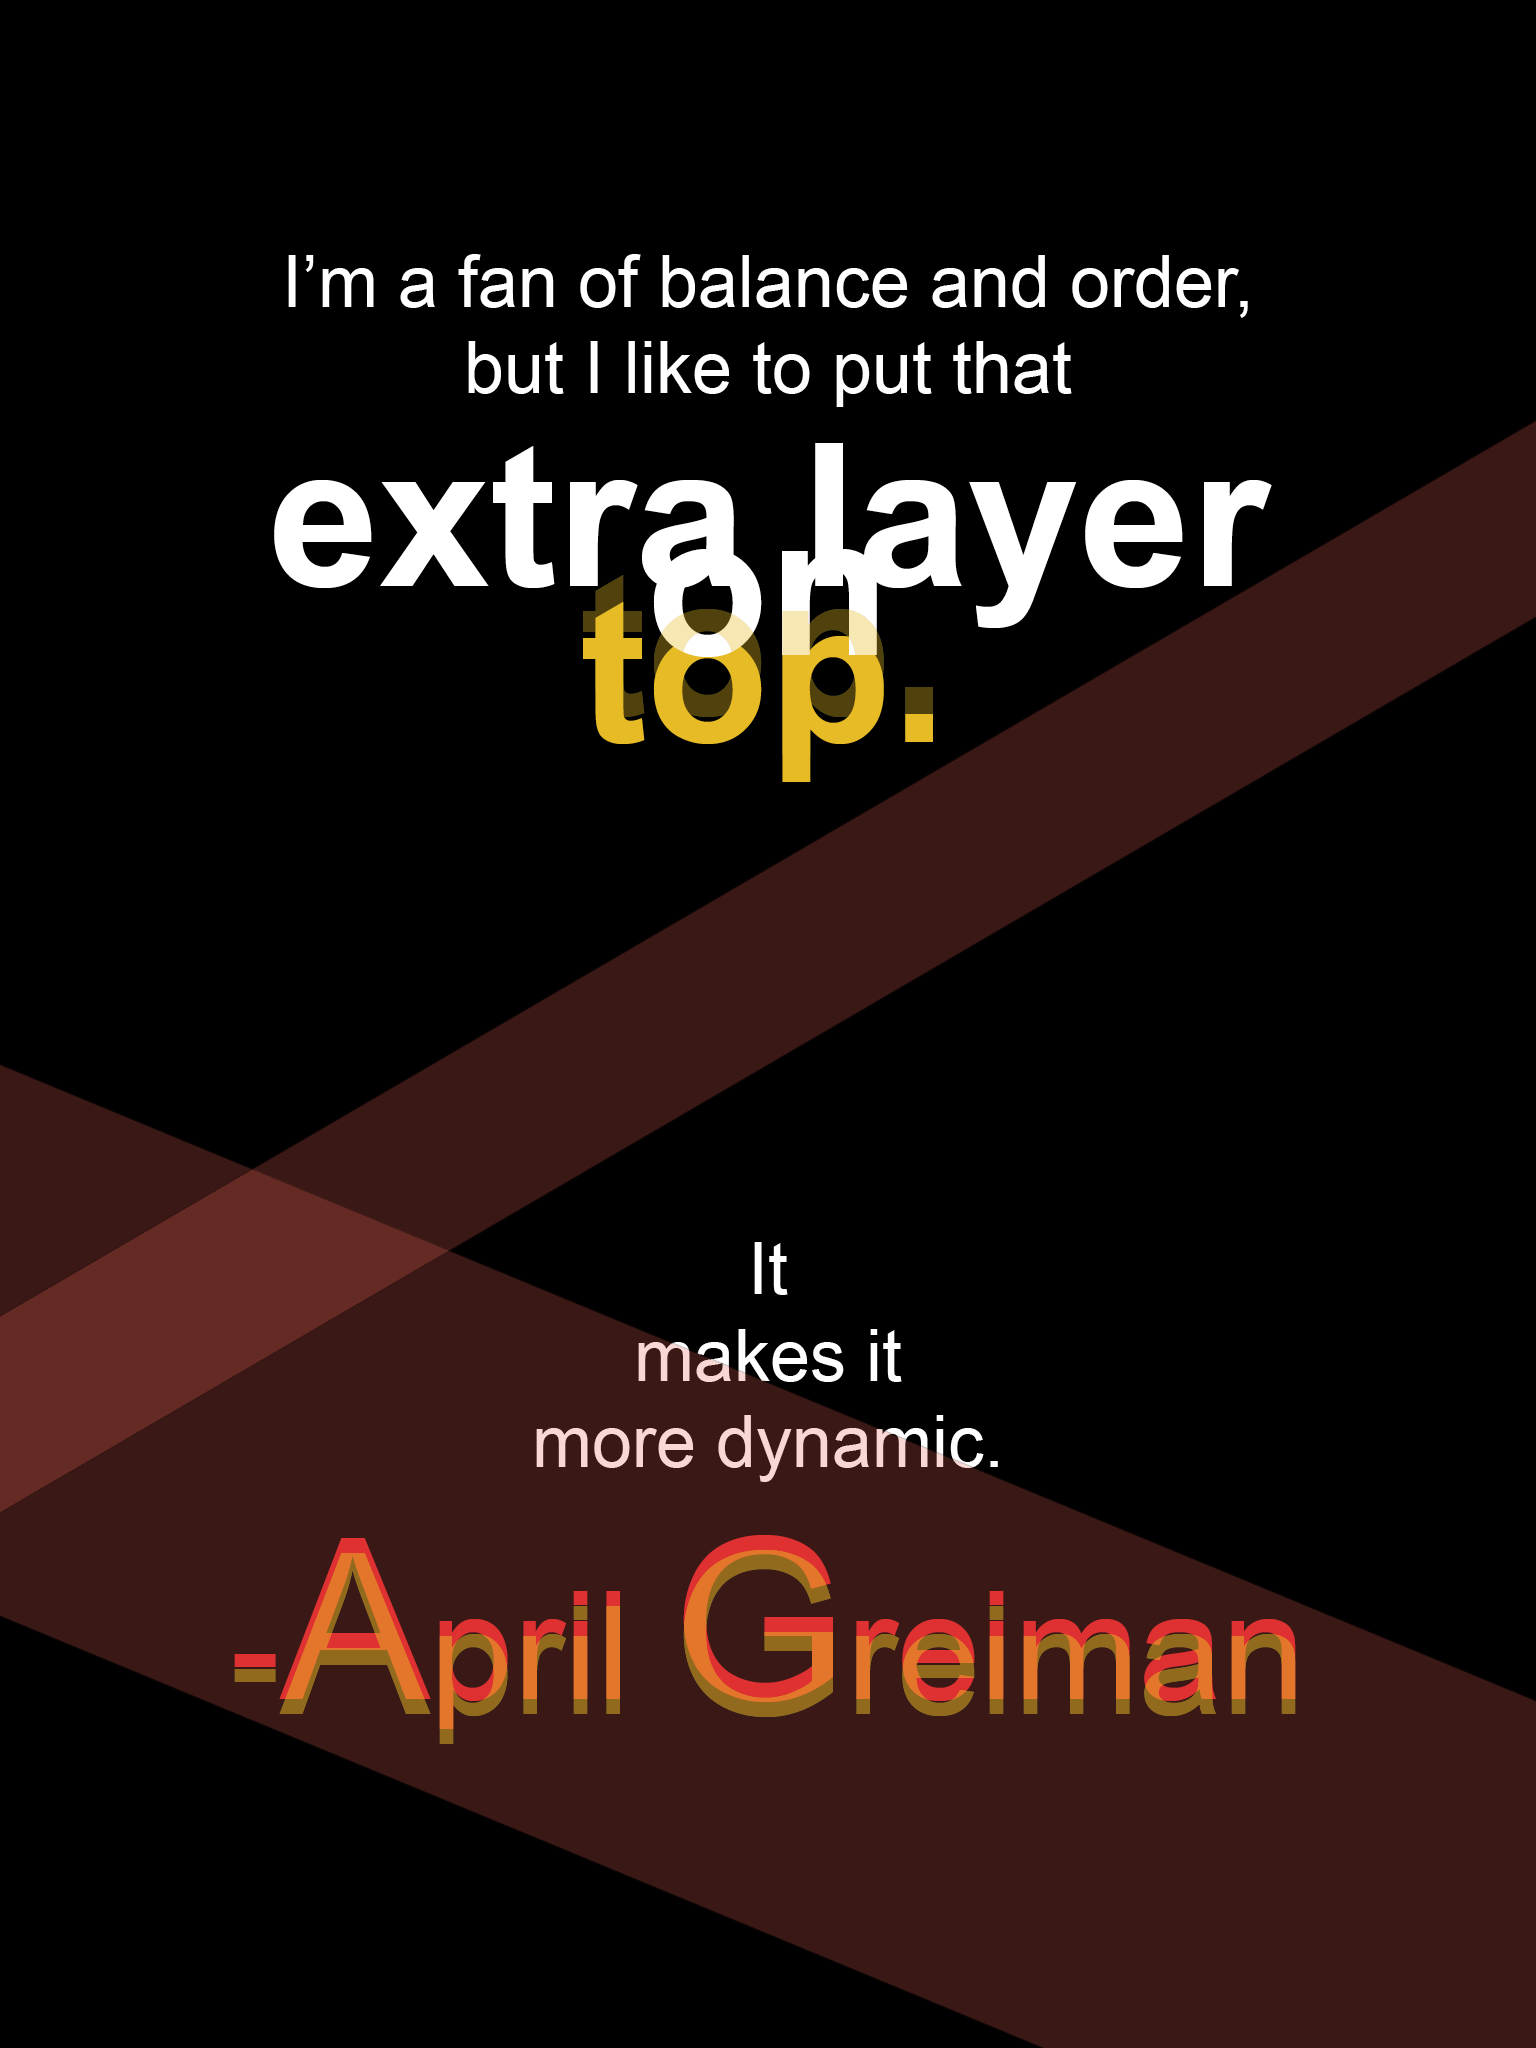 I’m a fan of balance and order,
but I like to put that
extra layer
on
top.
It
makes it
more dynamic.
-April Greiman